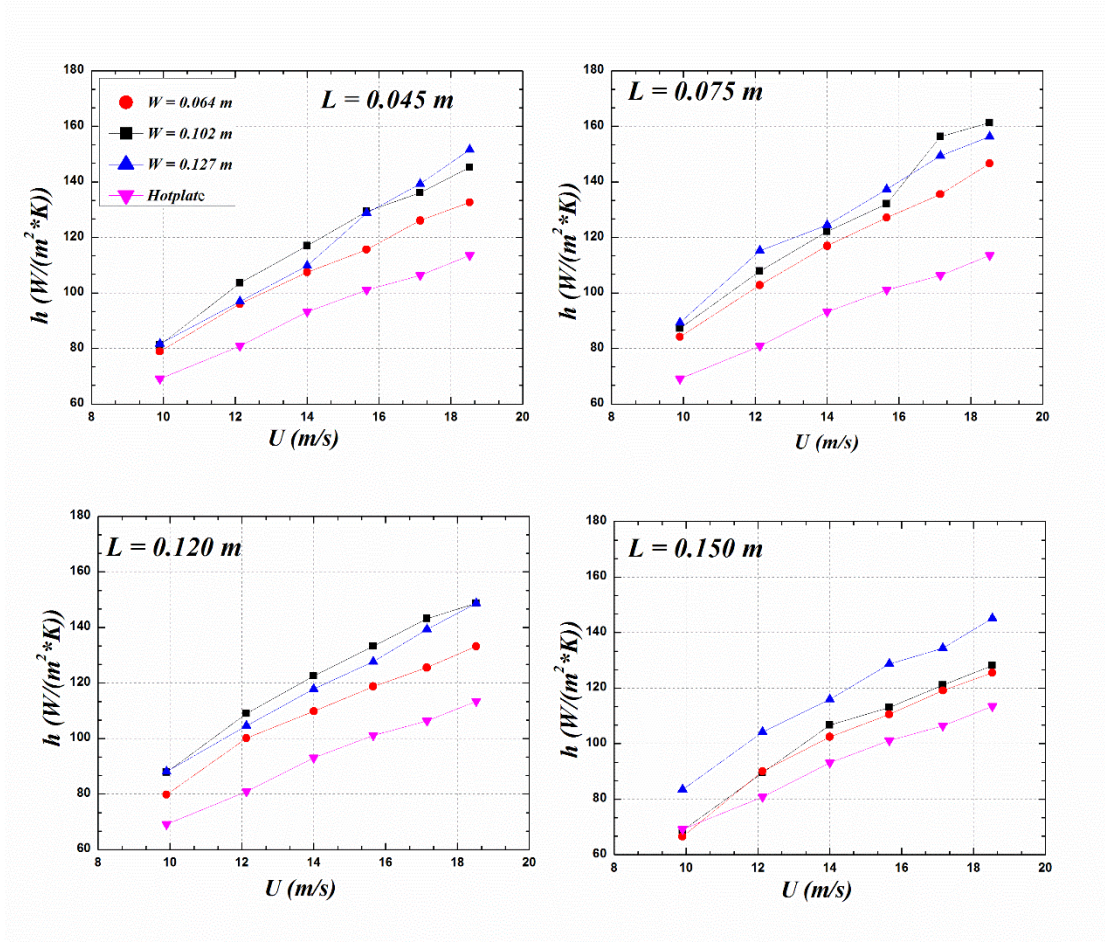 L = 0.045 m
W = 0.064 m
W = 0.102 m
W = 0.127 m
Hotplate
h (W/(m²*K))
180
160
140
120
100
80
60
8 10 12 14 16 18 20
U (m/s)
L = 0.075 m
h (W/(m²*K))
180
160
140
120
100
80
60
8 10 12 14 16 18 20
U (m/s)
L = 0.120 m
h (W/(m²*K))
180
160
140
120
100
80
60
8 10 12 14 16 18 20
U (m/s)
L = 0.150 m
h (W/(m²*K))
180
160
140
120
100
80
60
8 10 12 14 16 18 20
U (m/s)